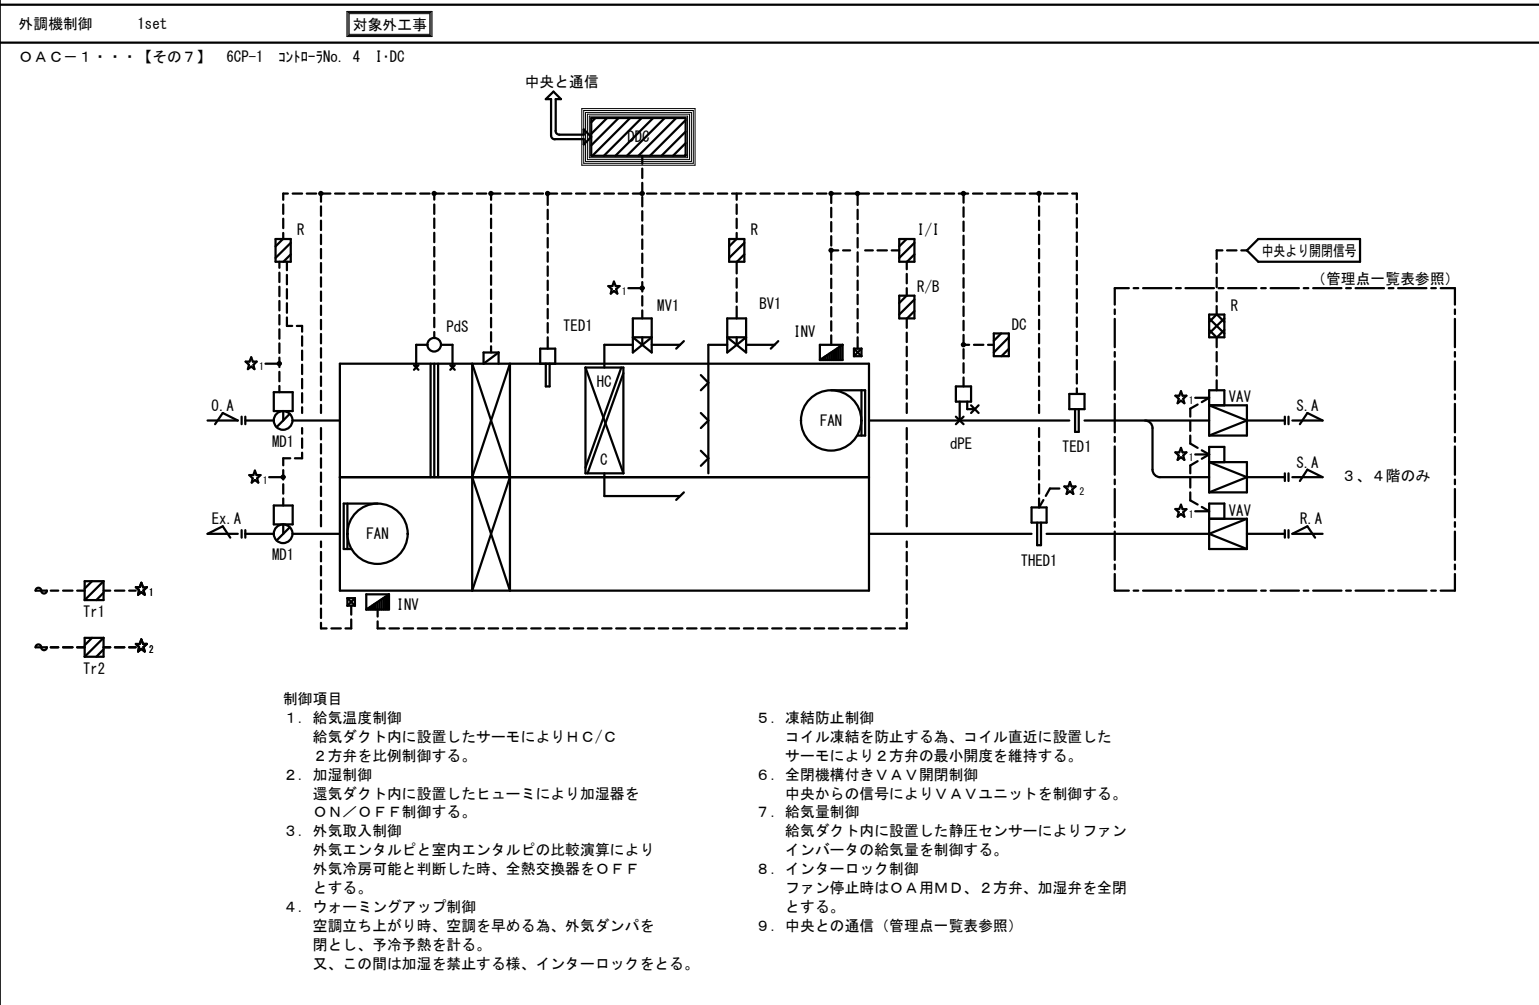 外調機制御 1set 対象外工事
ＯＡＣ－１・・・【その７】 6CP-1 ｺﾝﾄﾛｰﾗNo. 4 I･DC
中央と通信
DDC
R
R
I/I
中央より開閉信号
(管理点一覧表参照)
R/B
☆1
MV1
BV1
R
PdS
TED1
INV
DC
☆1
HC
O.A
FAN
☆1
VAV
S.A
MD1
dPE
TED1
C
☆1
☆1
S.A
３、４階のみ
☆2
Ex.A
FAN
☆1
VAV
R.A
MD1
THED1
☆1
Tr1
INV
☆2
Tr2
制御項目
１．給気温度制御
給気ダクト内に設置したサーモによりＨＣ/Ｃ
２方弁を比例制御する。
２．加湿制御
還気ダクト内に設置したヒューミにより加湿器を
ＯＮ／ＯＦＦ制御する。
３．外気取入制御
外気エンタルピと室内エンタルピの比較演算により
外気冷房可能と判断した時、全熱交換器をＯＦＦ
とする。
４．ウォーミングアップ制御
空調立ち上がり時、空調を早める為、外気ダンパを
閉とし、予冷予熱を計る。
又、この間は加湿を禁止する様、インターロックをとる。
５．凍結防止制御
コイル凍結を防止する為、コイル直近に設置した
サーモにより２方弁の最小開度を維持する。
６．全閉機構付きＶＡＶ開閉制御
中央からの信号によりＶＡＶユニットを制御する。
７．給気量制御
給気ダクト内に設置した静圧センサーによりファン
インバータの給気量を制御する。
８．インターロック制御
ファン停止時はＯＡ用ＭＤ、２方弁、加湿弁を全閉
とする。
９．中央との通信（管理点一覧表参照）